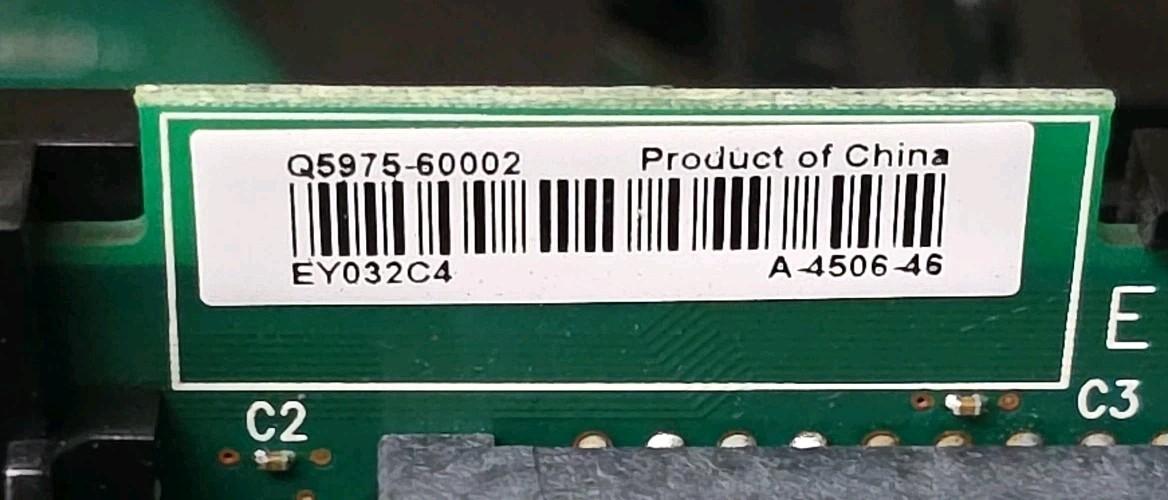 Q5975-60002 Product of China
EY032C4 A-4506-46
E
C2 C3